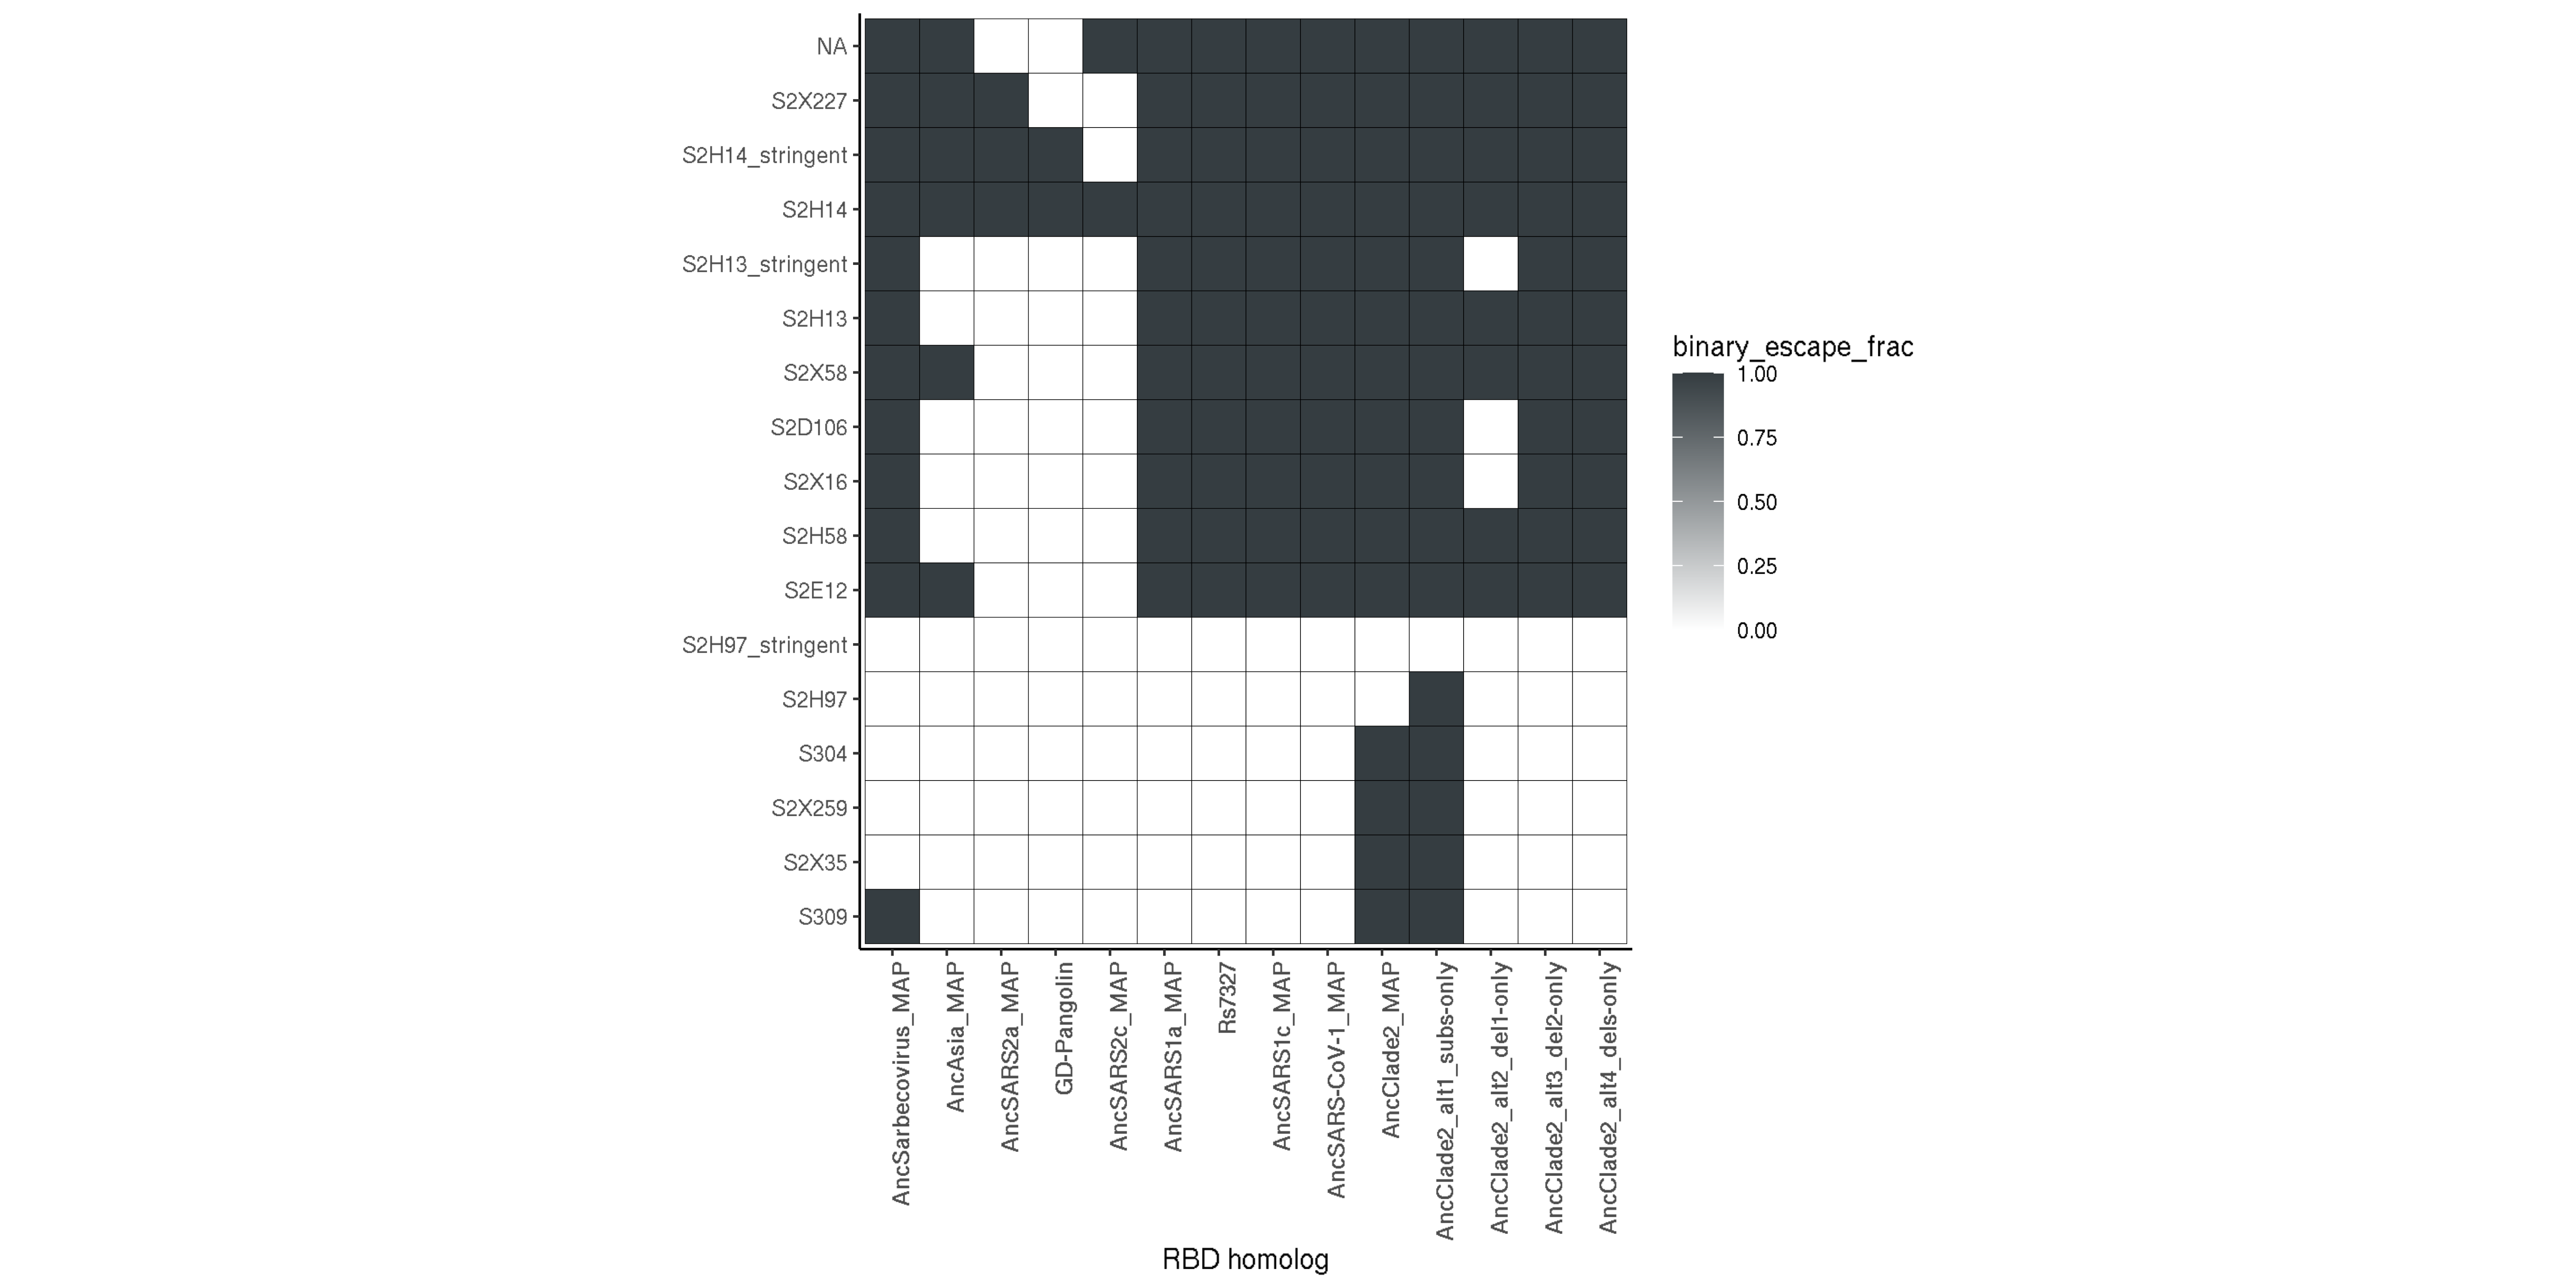 NA
S2X227
S2H14_stringent
S2H14
S2H13_stringent
S2H13
S2X58
S2D106
S2X16
S2H58
S2E12
S2H97_stringent
S2H97
S304
S2X259
S2X35
S309
AncSarbecovirus_MAP
AncAsia_MAP
AncSARS2a_MAP
GD-Pangolin
AncSARS2c_MAP
AncSARS1a_MAP
Rs7327
AncSARS1c_MAP
AncSARS-CoV-1_MAP
AncClade2_MAP
AncClade2_alt1_subs-only
AncClade2_alt2_del1-only
AncClade2_alt3_del2-only
AncClade2_alt4_dels-only
RBD homolog
binary_escape_frac
1.00
0.75
0.50
0.25
0.00